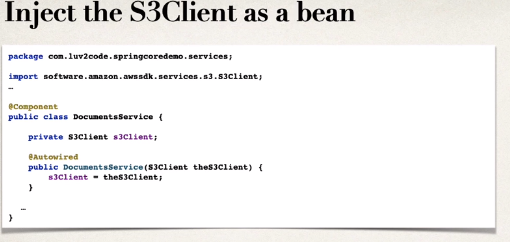 Inject the S3Client as a bean
package com.luv2code.springcoredemo.services;
import software.amazon.awssdk.services.s3.S3Client;
…
@Component
public class DocumentsService {
private S3Client s3Client;
@Autowired
public DocumentsService(S3Client theS3Client) {
s3Client = theS3Client;
}
…
}